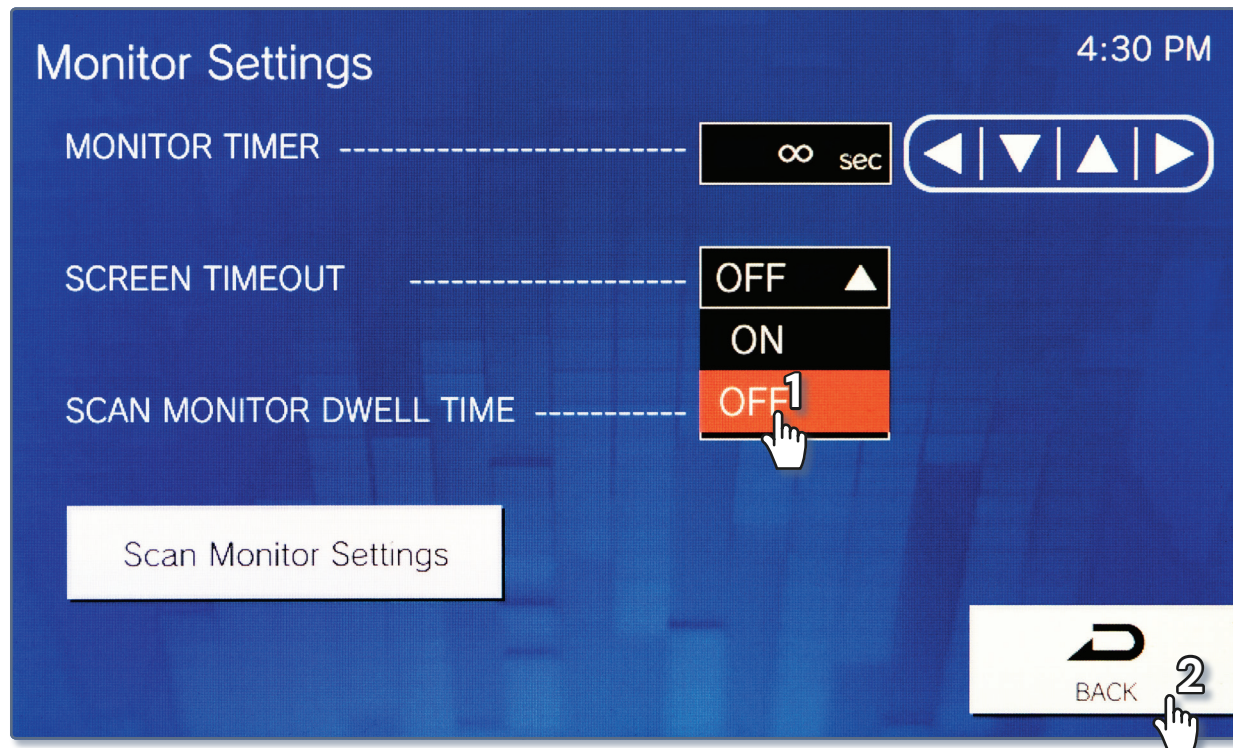 Monitor Settings
4:30 PM
MONITOR TIMER
∞ sec
SCREEN TIMEOUT
OFF
ON
OFF
1
SCAN MONITOR DWELL TIME
Scan Monitor Settings
BACK
2